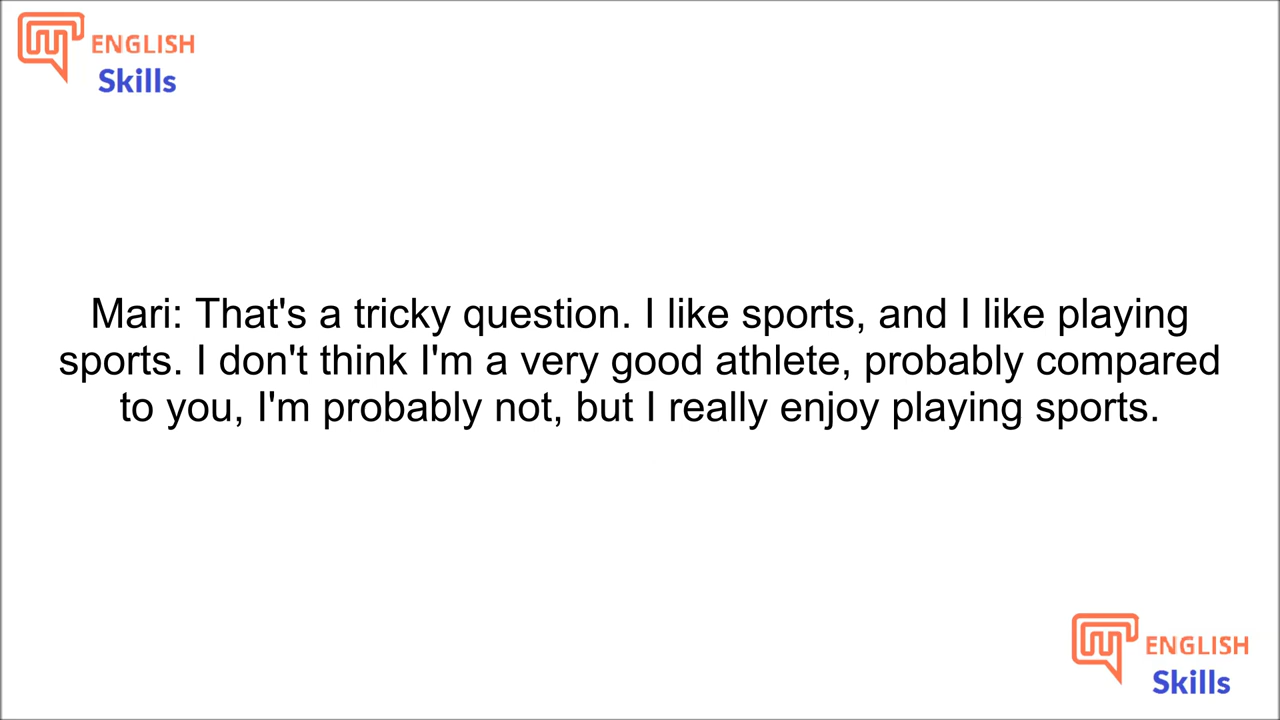 ENGLISH
Skills
Mari: That's a tricky question. I like sports, and I like playing
sports. I don't think I'm a very good athlete, probably compared
to you, I'm probably not, but I really enjoy playing sports.
ENGLISH
Skills